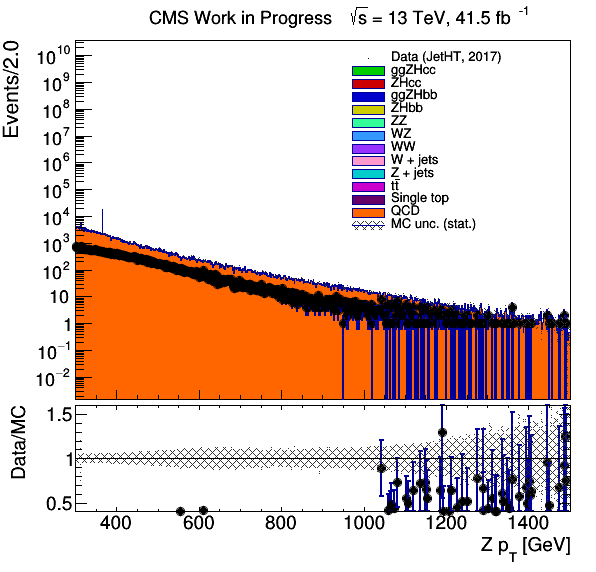 CMS Work in Progress √s = 13 TeV, 41.5 fb⁻¹
Events/2.0
10¹⁰
10⁹
10⁸
10⁷
10⁶
10⁵
10⁴
10³
10²
10
1
10⁻¹
10⁻²
Data (JetHT, 2017)
ggZHcc
ZHcc
ggZHbb
ZHbb
ZZ
WZ
WW
W + jets
Z + jets
tt̄
Single top
QCD
MC unc. (stat.)
Data/MC
1.5
1
0.5
400 600 800 1000 1200 1400
Z p_T [GeV]